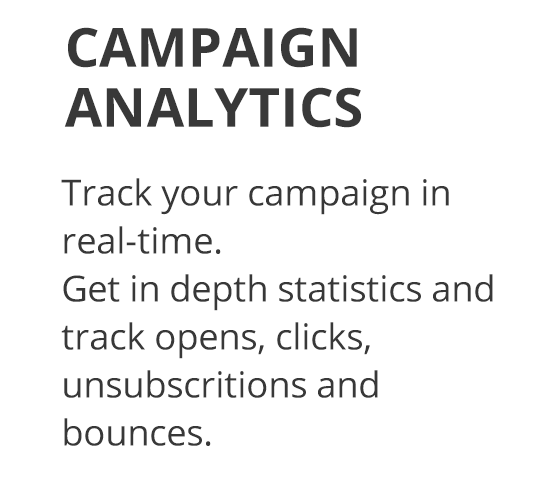 CAMPAIGN
ANALYTICS
Track your campaign in
real-time.
Get in depth statistics and
track opens, clicks,
unsubscritions and
bounces.